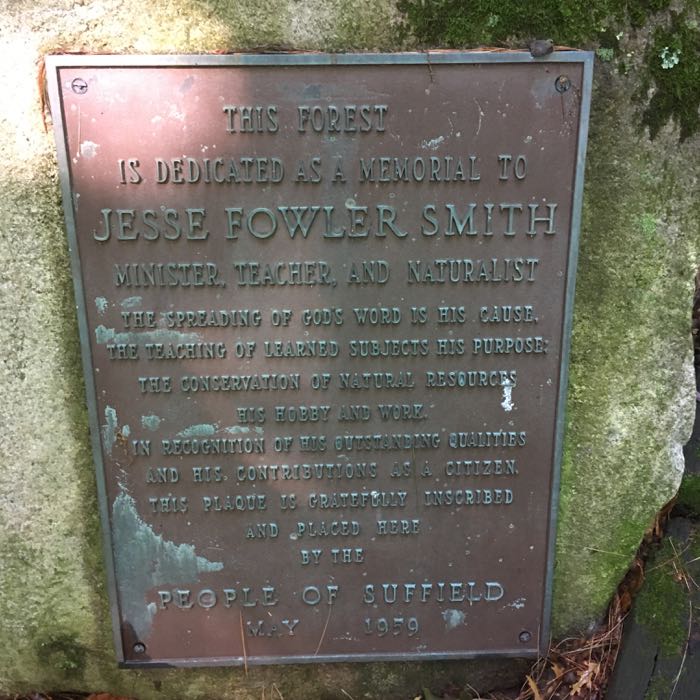 THIS FOREST
IS DEDICATED AS A MEMORIAL TO
JESSE FOWLER SMITH
MINISTER, TEACHER, AND NATURALIST
THE SPREADING OF GOD'S WORD IS HIS CAUSE,
THE TEACHING OF LEARNED SUBJECTS HIS PURPOSE;
THE CONSERVATION OF NATURAL RESOURCES
HIS HOBBY AND WORK.
IN RECOGNITION OF HIS OUTSTANDING QUALITIES
AND HIS CONTRIBUTIONS AS A CITIZEN,
THIS PLAQUE IS GRATEFULLY INSCRIBED
AND PLACED HERE
BY THE
PEOPLE OF SUFFIELD
MAY 1959